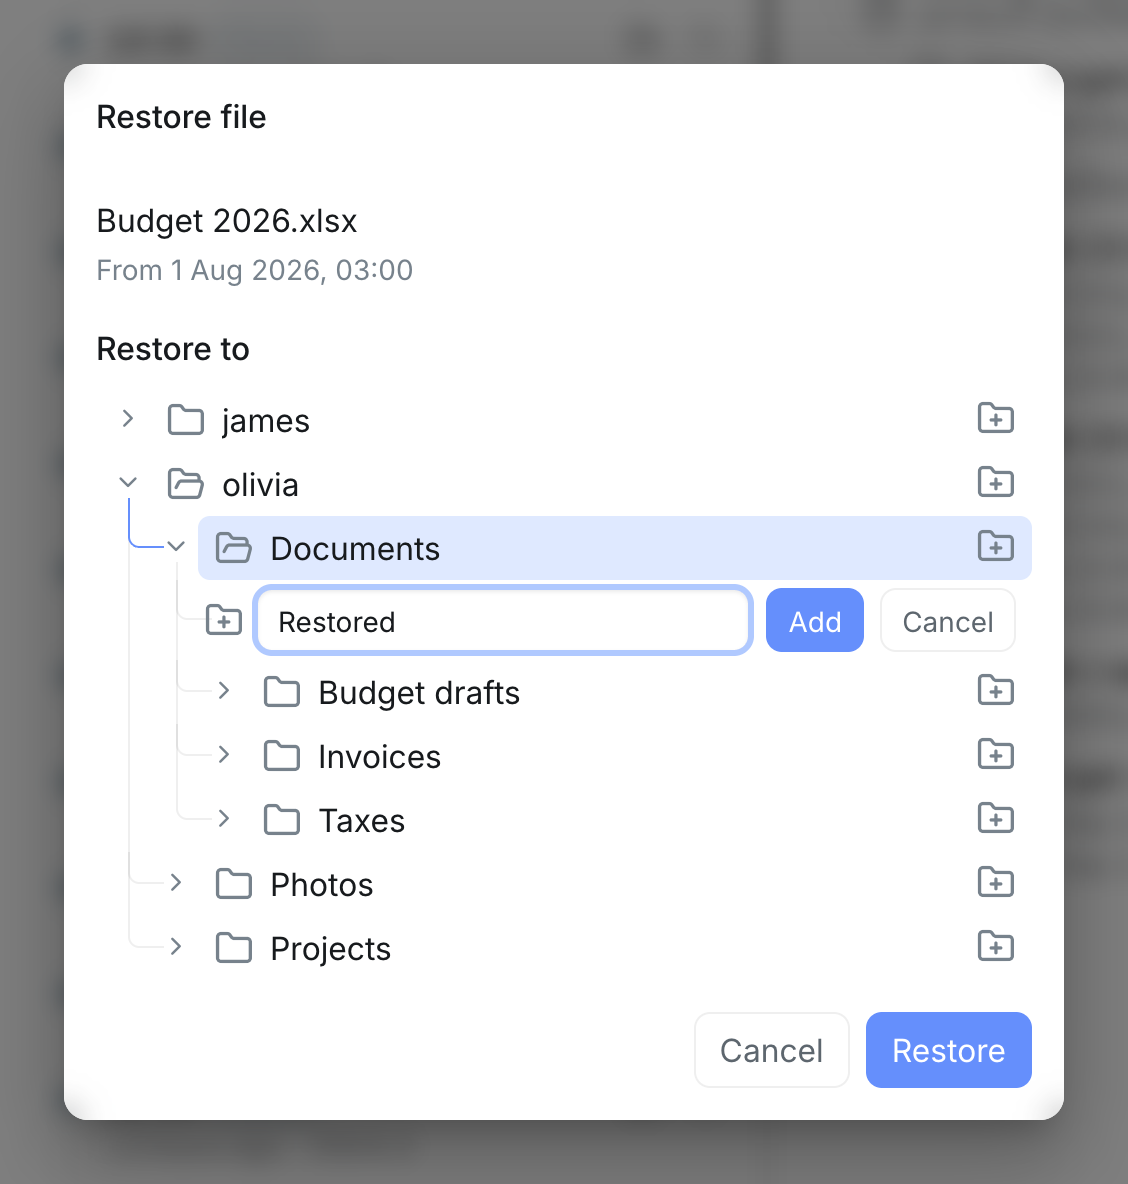 Restore file
Budget 2026.xlsx
From 1 Aug 2026, 03:00
Restore to
james
olivia
Documents
Restored Add Cancel
Budget drafts
Invoices
Taxes
Photos
Projects
Cancel Restore